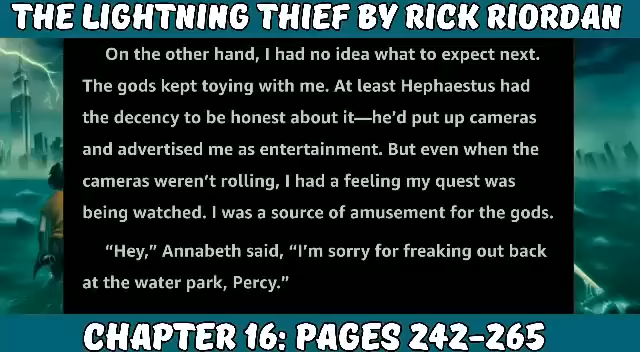 THE LIGHTNING THIEF BY RICK RIORDAN
On the other hand, I had no idea what to expect next.
The gods kept toying with me. At least Hephaestus had
the decency to be honest about it—he’d put up cameras
and advertised me as entertainment. But even when the
cameras weren’t rolling, I had a feeling my quest was
being watched. I was a source of amusement for the gods.
“Hey,” Annabeth said, “I’m sorry for freaking out back
at the water park, Percy.”
CHAPTER 16: PAGES 242-265